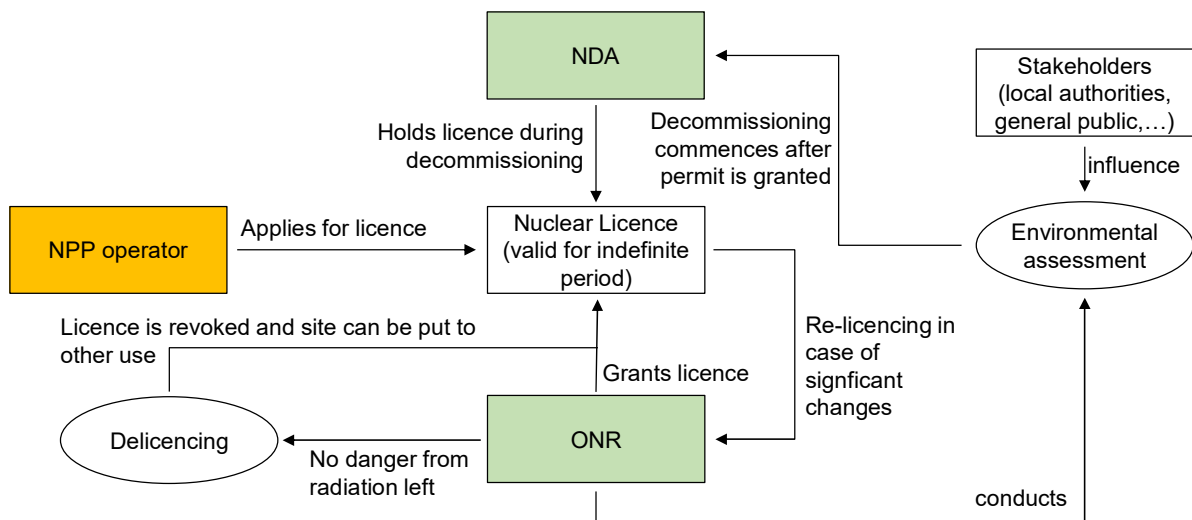 NDA
Stakeholders
(local authorities,
general public,…)
Holds licence during
decommissioning
Decommissioning
commences after
permit is granted
influence
NPP operator
Applies for licence
Nuclear Licence
(valid for indefinite
period)
Environmental
assessment
Licence is revoked and site can be put to
other use
Re-licencing in
case of
signficant
changes
Grants licence
Delicencing
ONR
No danger from
radiation left
conducts